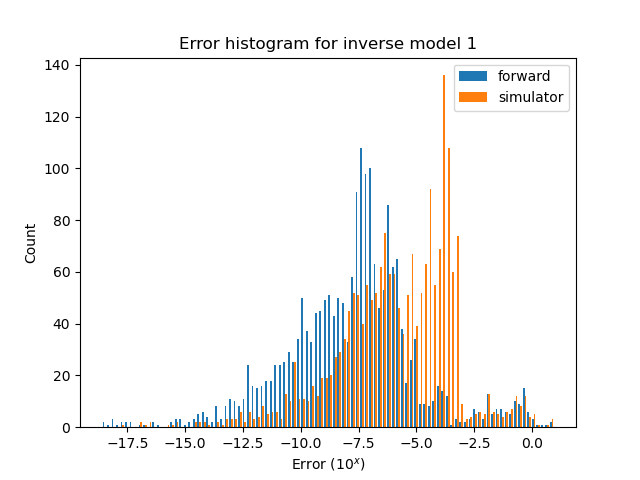 Error histogram for inverse model 1
forward
simulator
Count
140
120
100
80
60
40
20
0
−17.5 −15.0 −12.5 −10.0 −7.5 −5.0 −2.5 0.0
Error (10^x)